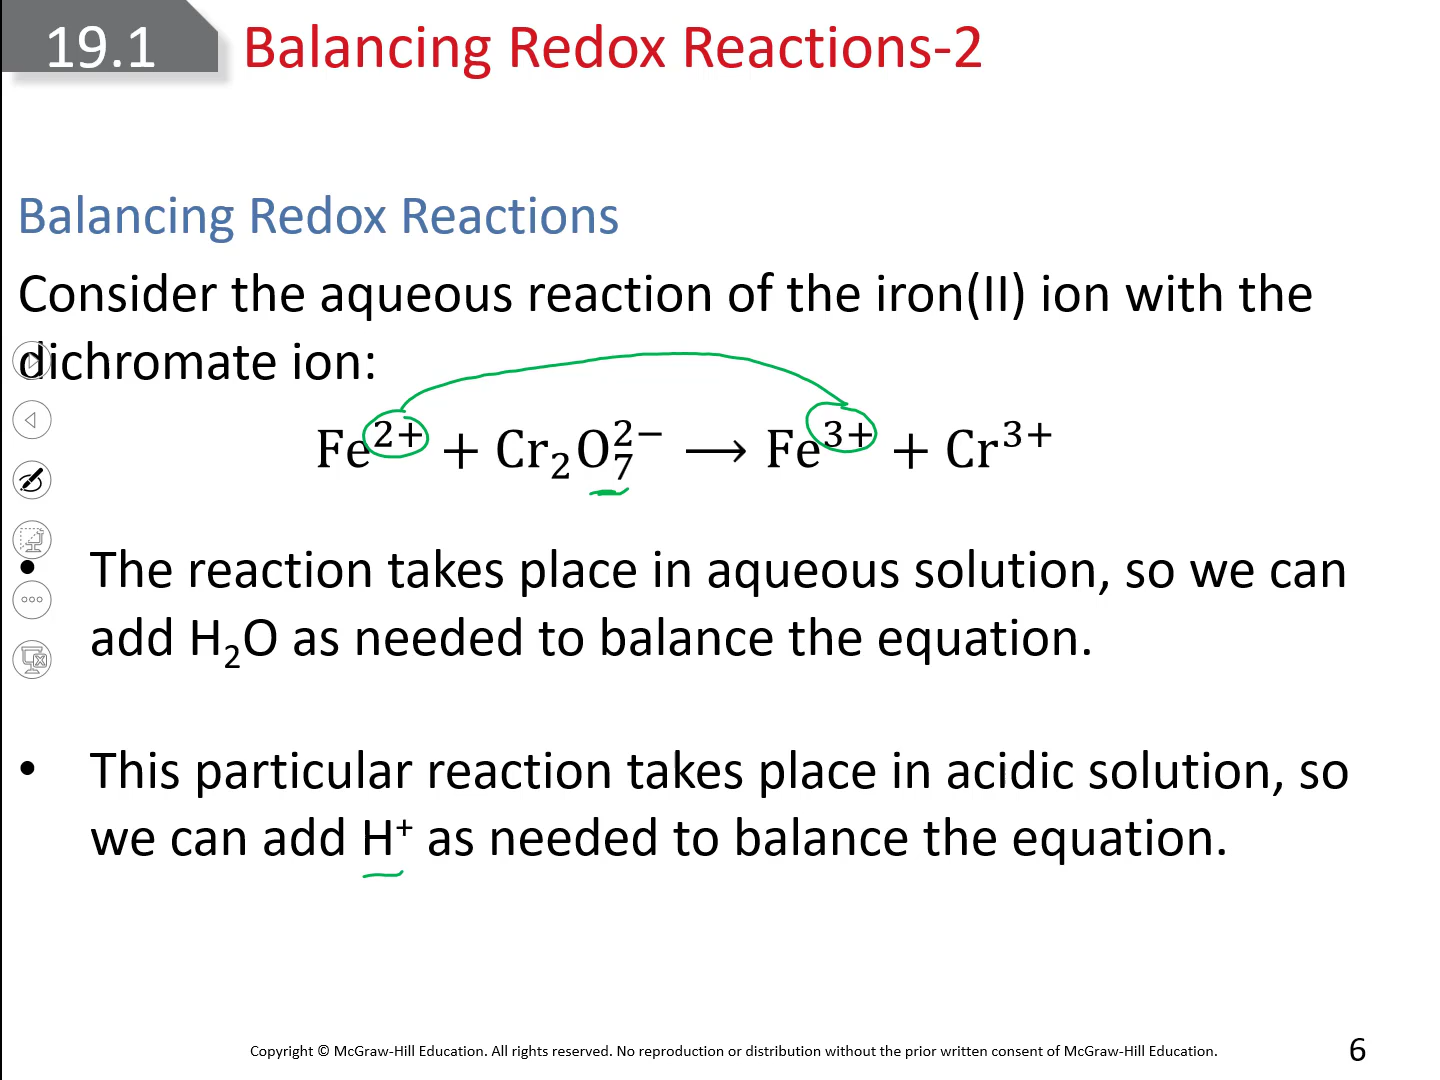 19.1 Balancing Redox Reactions-2
Balancing Redox Reactions
Consider the aqueous reaction of the iron(II) ion with the
dichromate ion:
Fe²⁺ + Cr₂O₇²⁻ ⟶ Fe³⁺ + Cr³⁺
• The reaction takes place in aqueous solution, so we can
add H₂O as needed to balance the equation.
• This particular reaction takes place in acidic solution, so
we can add H⁺ as needed to balance the equation.
Copyright © McGraw-Hill Education. All rights reserved. No reproduction or distribution without the prior written consent of McGraw-Hill Education.
6